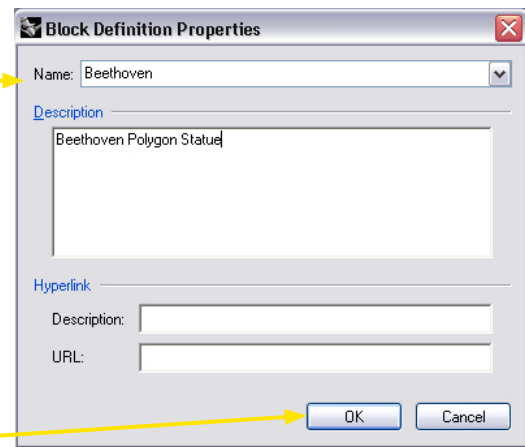 Block Definition Properties
Name: Beethoven
Description
Beethoven Polygon Statue
Hyperlink
Description:
URL:
OK Cancel